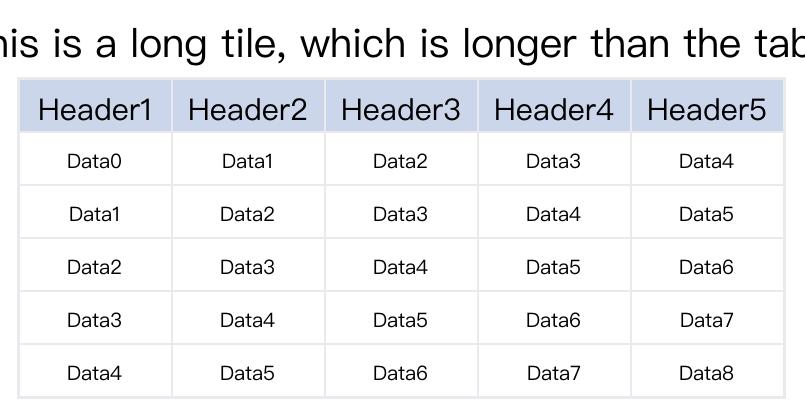 his is a long tile, which is longer than the tab
Header1 Header2 Header3 Header4 Header5
Data0 Data1 Data2 Data3 Data4
Data1 Data2 Data3 Data4 Data5
Data2 Data3 Data4 Data5 Data6
Data3 Data4 Data5 Data6 Data7
Data4 Data5 Data6 Data7 Data8